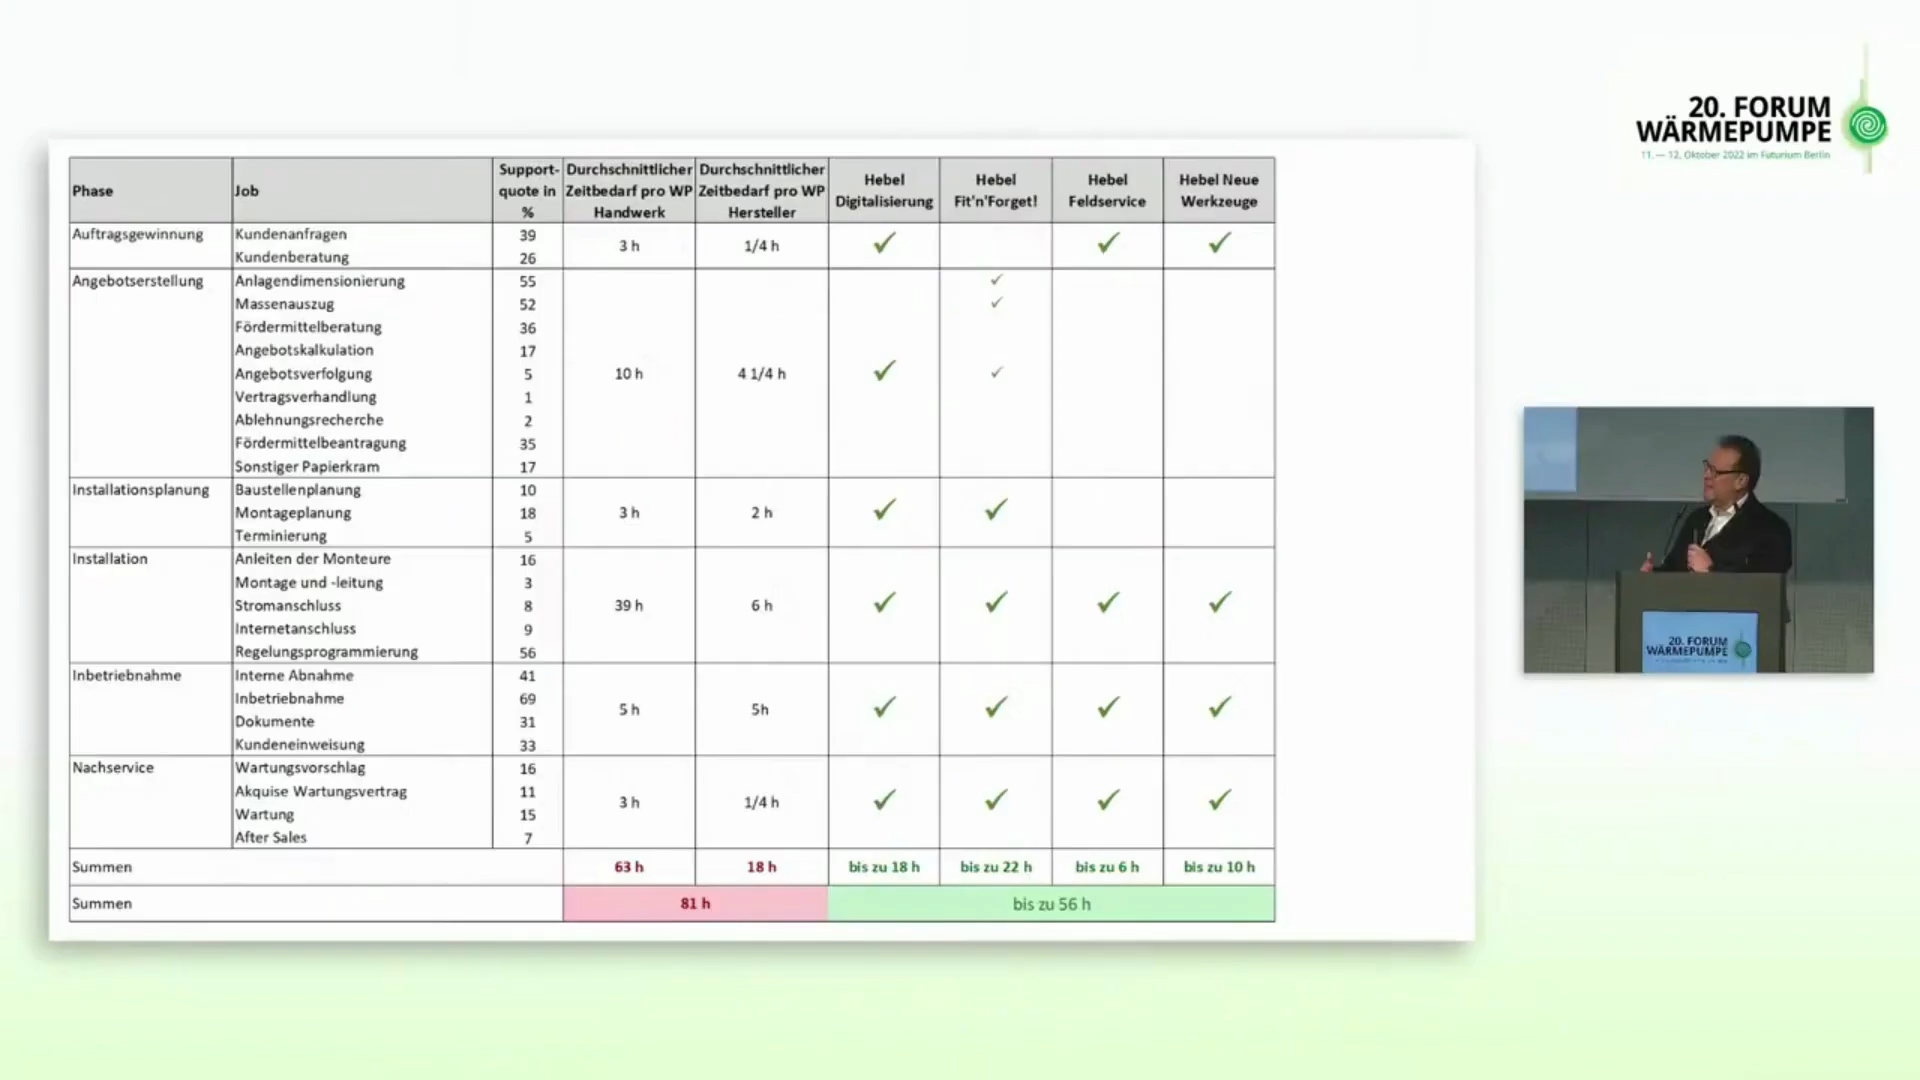 20. FORUM
WÄRMEPUMPE
11. — 12. Oktober 2022 im Futurium Berlin
Phase Job Support-quote in % Durchschnittlicher Zeitbedarf pro WP Handwerk Durchschnittlicher Zeitbedarf pro WP Hersteller Hebel Digitalisierung Hebel Fit'n'Forget! Hebel Feldservice Hebel Neue Werkzeuge
Auftragsgewinnung Kundenanfragen 39 3 h 1/4 h ✓ ✓ ✓
Kundenberatung 26
Angebotserstellung Anlagendimensionierung 55 ✓
Massenauszug 52 ✓
Fördermittelberatung 36
Angebotskalkulation 17
Angebotsverfolgung 5 10 h 4 1/4 h ✓ ✓
Vertragsverhandlung 1
Ablehnungsrecherche 2
Fördermittelbeantragung 35
Sonstiger Papierkram 17
Installationsplanung Baustellenplanung 10
Montageplanung 18 3 h 2 h ✓ ✓
Terminierung 5
Installation Anleiten der Monteure 16
Montage und -leitung 3
Stromanschluss 8 39 h 6 h ✓ ✓ ✓ ✓
Internetanschluss 9
Regelungsprogrammierung 56
Inbetriebnahme Interne Abnahme 41
Inbetriebnahme 69 5 h 5h ✓ ✓ ✓ ✓
Dokumente 31
Kundeneinweisung 33
Nachservice Wartungsvorschlag 16
Akquise Wartungsvertrag 11 3 h 1/4 h ✓ ✓ ✓ ✓
Wartung 15
After Sales 7
Summen 63 h 18 h bis zu 18 h bis zu 22 h bis zu 6 h bis zu 10 h
Summen 81 h bis zu 56 h
20. FORUM
WÄRMEPUMPE